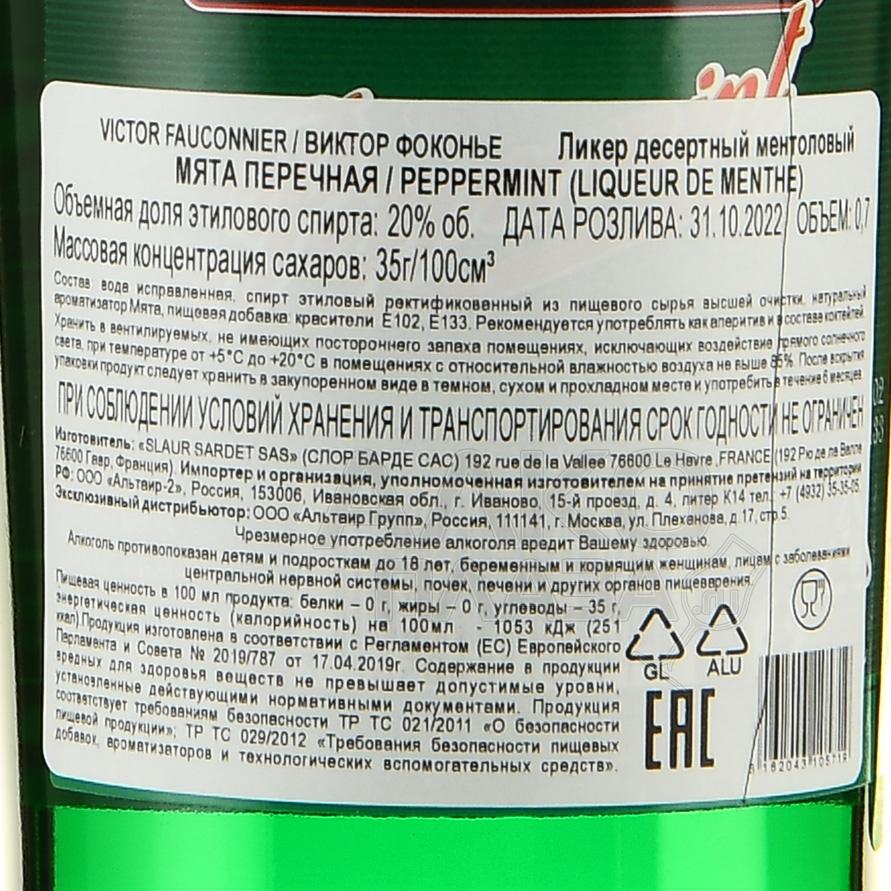 int
VICTOR FAUCONNIER / ВИКТОР ФОКОНЬЕ Ликер десертный ментоловый
МЯТА ПЕРЕЧНАЯ / PEPPERMINT (LIQUEUR DE MENTHE)
Объемная доля этилового спирта: 20% об. ДАТА РОЗЛИВА: 31.10.2022 ОБЪЕМ: 0,7
Массовая концентрация сахаров: 35г/100см³
Состав вода исправленная, спирт этиловый ректификованный из пищевого сырья высшей очистки, натуральный
ароматизатор Мята, пищевая добавка: красители Е102, Е133. Рекомендуется употреблять как аперитив и в составе коктейлей.
Хранить в вентилируемых, не имеющих постороннего запаха помещениях, исключающих воздействие прямого солнечного
света, при температуре от +5°С до +20°С в помещениях с относительной влажностью воздуха не выше 85%. После вскрытия
упаковки продукт следует хранить в закупоренном виде в темном, сухом и прохладном месте и употребить в течение 6 месяцев.
ПРИ СОБЛЮДЕНИИ УСЛОВИЙ ХРАНЕНИЯ И ТРАНСПОРТИРОВАНИЯ СРОК ГОДНОСТИ НЕ ОГРАНИЧЕН
Изготовитель: «SLAUR SARDET SAS» (СЛОР БАРДЕ САС) 192 rue de la Vallee 76600 Le Havre ,FRANCE (192 Рю де ла Валле
76600 Гавр, Франция). Импортер и организация, уполномоченная изготовителем на принятие претензий на территории
РФ: ООО «Альтвир-2», Россия, 153006, Ивановская обл., г. Иваново, 15-й проезд, д. 4, литер К14 тел.: +7 (4932) 35-35-05.
Эксклюзивный дистрибьютор: ООО «Альтвир Групп», Россия, 111141, г. Москва, ул. Плеханова, д.17, стр.5.
Чрезмерное употребление алкоголя вредит Вашему здоровью.
Алкоголь противопоказан детям и подросткам до 18 лет, беременным и кормящим женщинам, лицам с заболеваниями
центральной нервной системы, почек, печени и других органов пищеварения.
Пищевая ценность в 100 мл продукта: белки – 0 г, жиры – 0 г, углеводы – 35 г,
энергетическая ценность (калорийность) на 100мл - 1053 кДж (251
ккал).Продукция изготовлена в соответствии с Регламентом (ЕС) Европейского
Парламента и Совета № 2019/787 от 17.04.2019г. Содержание в продукции
вредных для здоровья веществ не превышает допустимые уровни,
установленные действующими нормативными документами. Продукция
соответствует требованиям безопасности ТР ТС 021/2011 «О безопасности
пищевой продукции»; ТР ТС 029/2012 «Требования безопасности пищевых
добавок, ароматизаторов и технологических вспомогательных средств».
GL ALU
EAC
162043 105719